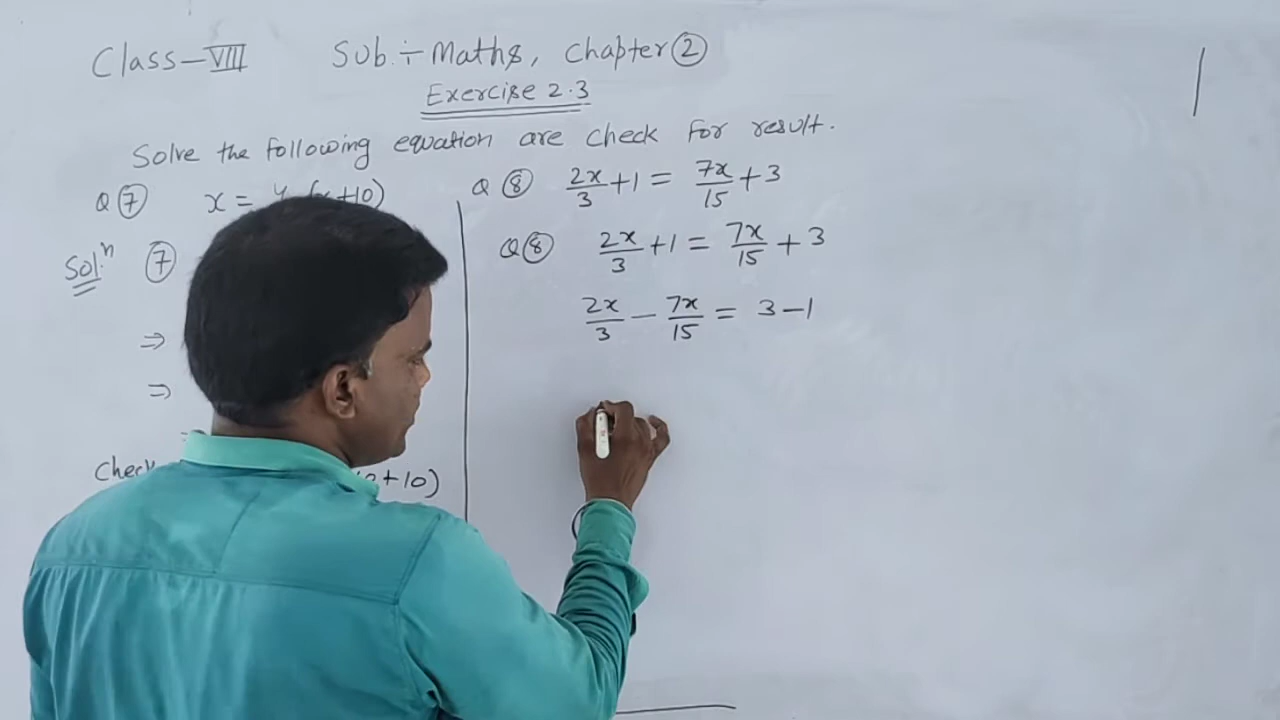 Class-VIII Sub.÷ Maths, Chapter ②
Exercise 2.3
Solve the following equation are check for result.
Q ⑦ x = 4 (x+10)
Q ⑧ 2x/3 + 1 = 7x/15 + 3
Solⁿ ⑦
⇒
⇒
Check +10)
Q ⑧ 2x/3 + 1 = 7x/15 + 3
2x/3 − 7x/15 = 3 − 1